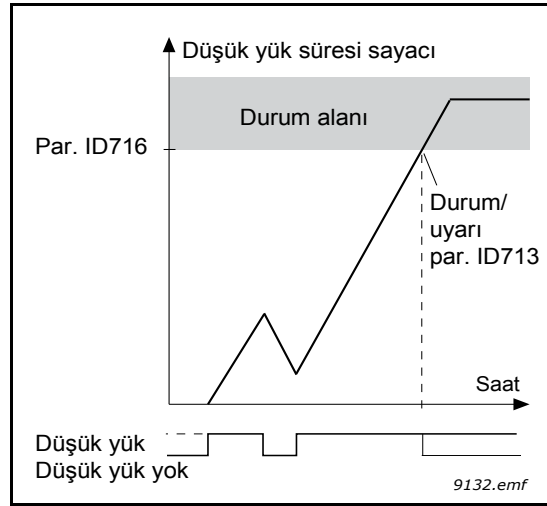 Düşük yük süresi sayacı
Durum alanı
Par. ID716
Durum/
uyarı
par. ID713
Saat
Düşük yük
Düşük yük yok
9132.emf